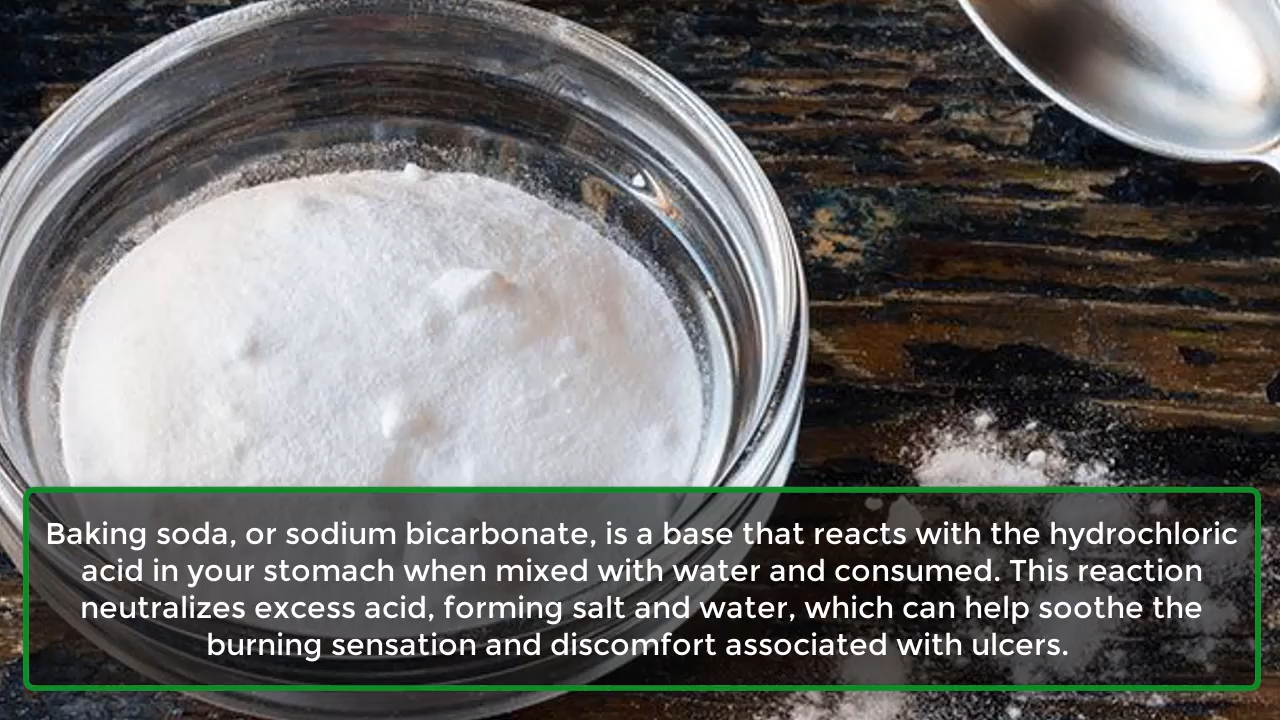 Baking soda, or sodium bicarbonate, is a base that reacts with the hydrochloric
acid in your stomach when mixed with water and consumed. This reaction
neutralizes excess acid, forming salt and water, which can help soothe the
burning sensation and discomfort associated with ulcers.